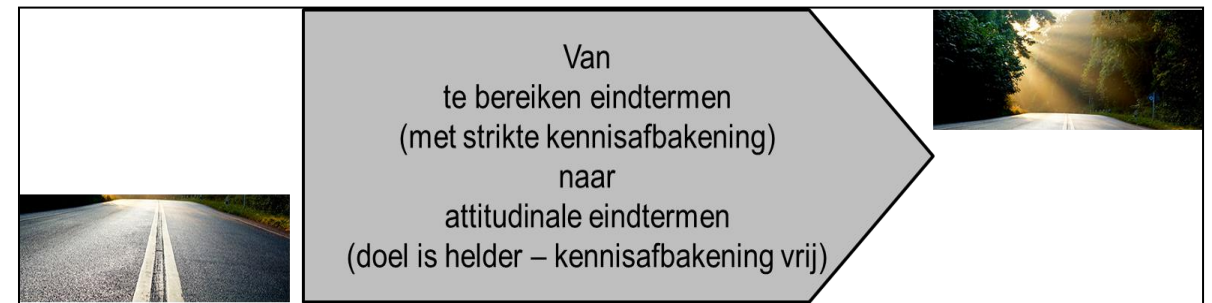 Van
te bereiken eindtermen
(met strikte kennisafbakening)
naar
attitudinale eindtermen
(doel is helder – kennisafbakening vrij)